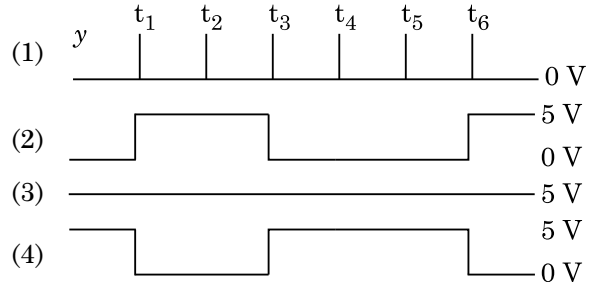 y t₁ t₂ t₃ t₄ t₅ t₆
(1) 0 V
(2) 5 V
0 V
(3) 5 V
(4) 5 V
0 V